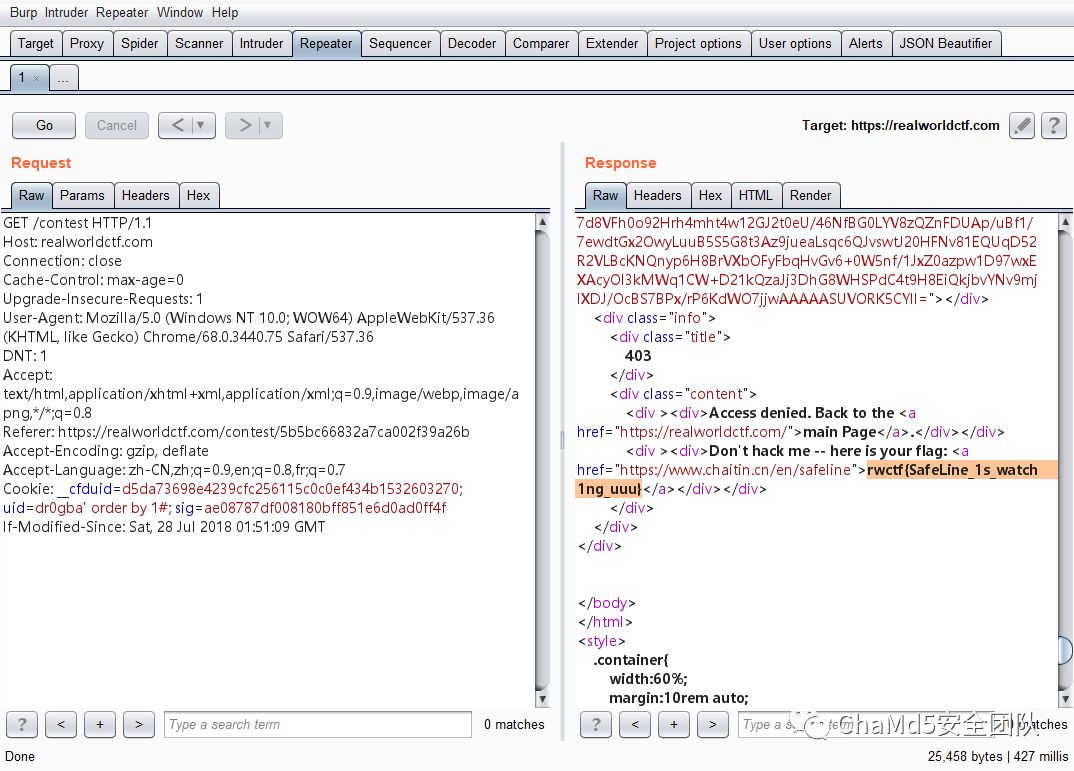 Burp Intruder Repeater Window Help
Target Proxy Spider Scanner Intruder Repeater Sequencer Decoder Comparer Extender Project options User options Alerts JSON Beautifier
1 × ...
Go Cancel < ▼ > ▼ Target: https://realworldctf.com ?
Request
Raw Params Headers Hex
GET /contest HTTP/1.1
Host: realworldctf.com
Connection: close
Cache-Control: max-age=0
Upgrade-Insecure-Requests: 1
User-Agent: Mozilla/5.0 (Windows NT 10.0; WOW64) AppleWebKit/537.36
(KHTML, like Gecko) Chrome/68.0.3440.75 Safari/537.36
DNT: 1
Accept:
text/html,application/xhtml+xml,application/xml;q=0.9,image/webp,image/a
png,*/*;q=0.8
Referer: https://realworldctf.com/contest/5b5bc66832a7ca002f39a26b
Accept-Encoding: gzip, deflate
Accept-Language: zh-CN,zh;q=0.9,en;q=0.8,fr;q=0.7
Cookie: __cfduid=d5da73698e4239cfc256115c0c0ef434b1532603270;
uid=dr0gba' order by 1#; sig=ae08787df008180bff851e6d0ad0ff4f
If-Modified-Since: Sat, 28 Jul 2018 01:51:09 GMT
? < + > Type a search term 0 matches
Response
Raw Headers Hex HTML Render
7d8VFh0o92Hrh4mht4w12GJ2t0eU/46NfBG0LYV8zQZnFDUAp/uBf1/
7ewdtGx2OwyLuuB5S5G8t3Az9jueaLsqc6QJvswtJ20HFNv81EQUqD52
R2VLBcKNQnyp6H8BrVXbOFyFbqHvGv6+0W5nf/1JxZ0azpw1D97wxE
XAcyOI3kMWq1CW+D21kQzaJj3DhG8WHSPdC4t9H8EiQkjbvYNv9mj
IXDJ/OcBS7BPx/rP6KdWO7jjwAAAAASUVORK5CYII="></div>
<div class="info">
<div class="title">
403
</div>
<div class="content">
<div ><div>Access denied. Back to the <a
href="https://realworldctf.com/">main Page</a>.</div></div>
<div ><div>Don't hack me -- here is your flag: <a
href="https://www.chaitin.cn/en/safeline">rwctf{SafeLine_1s_watch
1ng_uuu}</a></div></div>
</div>
</div>
</div>
</body>
</html>
<style>
.container{
width:60%;
margin:10rem auto;
? < + > Type a se matches
ChaMd5安全团队
Done 25,458 bytes | 427 millis